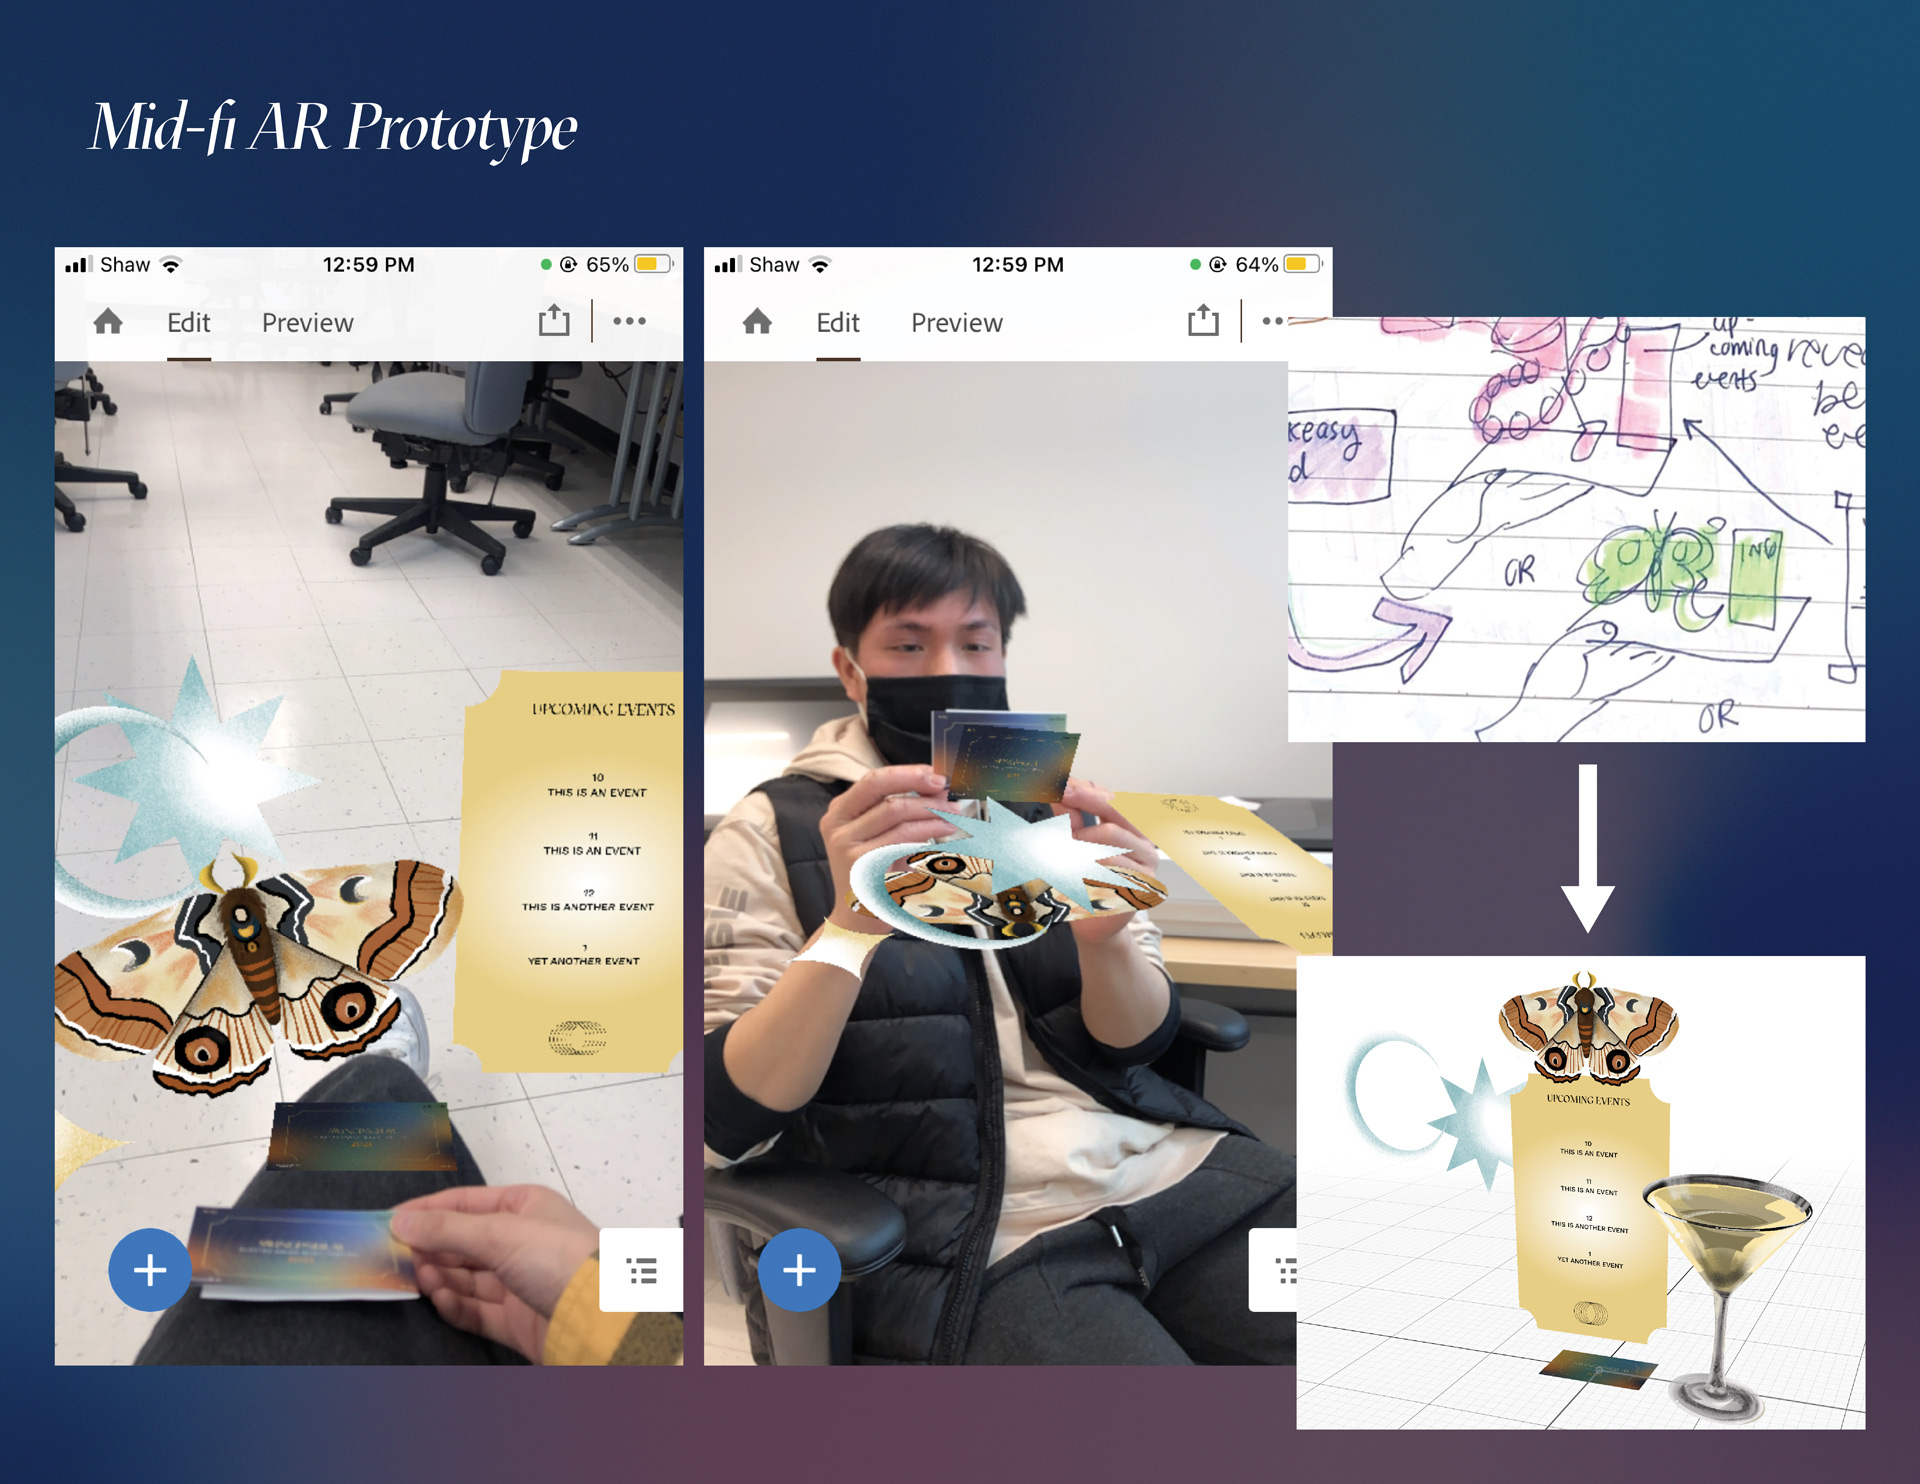 Mid-fi AR Prototype
Shaw 12:59 PM 65%
Edit Preview
UPCOMING EVENTS
10
THIS IS AN EVENT
11
THIS IS AN EVENT
12
THIS IS ANOTHER EVENT
1
YET ANOTHER EVENT
Shaw 12:59 PM 64%
Edit Preview
up-
coming
events
reve
be
keasy
d
OR
INFO
OR
UPCOMING EVENTS
10
THIS IS AN EVENT
11
THIS IS AN EVENT
12
THIS IS ANOTHER EVENT
1
YET ANOTHER EVENT